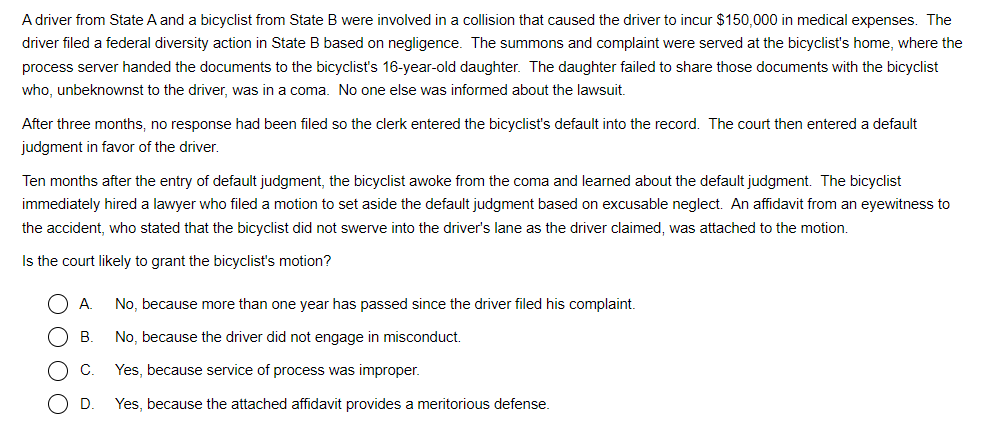 A driver from State A and a bicyclist from State B were involved in a collision that caused the driver to incur $150,000 in medical expenses. The
driver filed a federal diversity action in State B based on negligence. The summons and complaint were served at the bicyclist's home, where the
process server handed the documents to the bicyclist's 16-year-old daughter. The daughter failed to share those documents with the bicyclist
who, unbeknownst to the driver, was in a coma. No one else was informed about the lawsuit.
After three months, no response had been filed so the clerk entered the bicyclist's default into the record. The court then entered a default
judgment in favor of the driver.
Ten months after the entry of default judgment, the bicyclist awoke from the coma and learned about the default judgment. The bicyclist
immediately hired a lawyer who filed a motion to set aside the default judgment based on excusable neglect. An affidavit from an eyewitness to
the accident, who stated that the bicyclist did not swerve into the driver's lane as the driver claimed, was attached to the motion.
Is the court likely to grant the bicyclist's motion?
A. No, because more than one year has passed since the driver filed his complaint.
B. No, because the driver did not engage in misconduct.
C. Yes, because service of process was improper.
D. Yes, because the attached affidavit provides a meritorious defense.